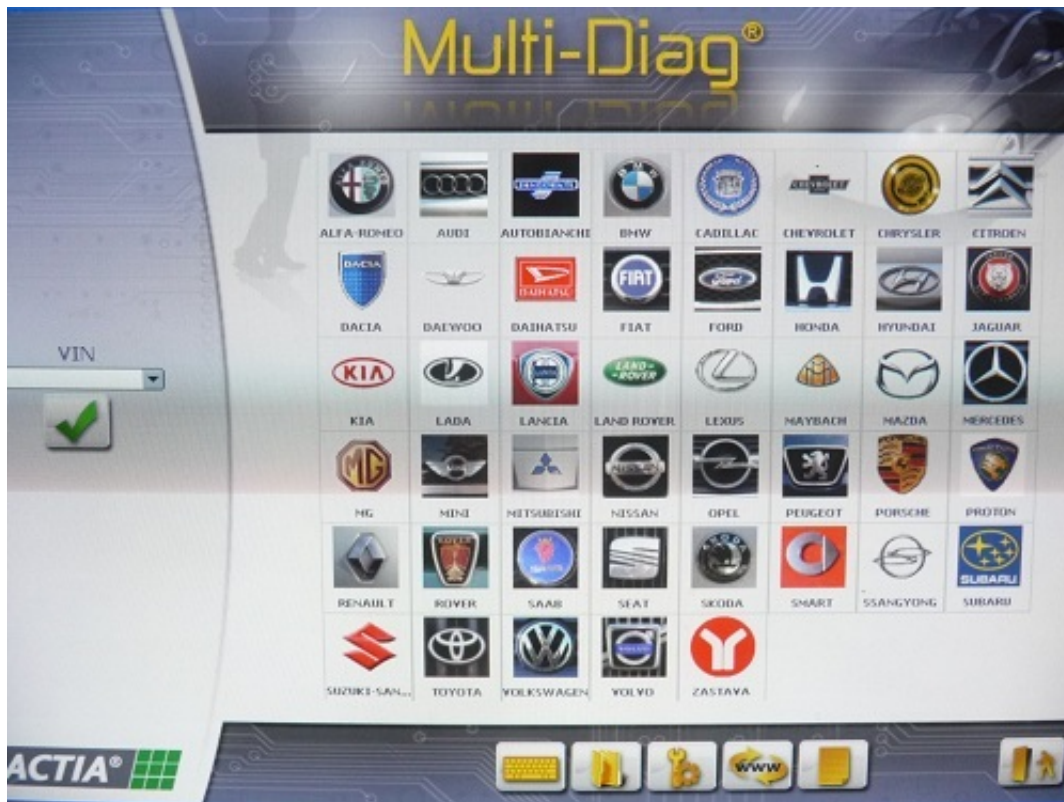 Multi-Diag®
ALFA-ROMEO AUDI AUTOBIANCHI BMW CADILLAC CHEVROLET CHRYSLER CITROEN
DACIA DAEWOO DAIHATSU FIAT FORD HONDA HYUNDAI JAGUAR
VIN
KIA LADA LANCIA LAND ROVER LEXUS MAYBACH MAZDA MERCEDES
MG MINI MITSUBISHI NISSAN OPEL PEUGEOT PORSCHE PROTON
RENAULT ROVER SAAB SEAT SKODA SMART SSANGYONG SUBARU
SUZUKI-SAN... TOYOTA VOLKSWAGEN VOLVO ZASTAVA
ACTIA®
www